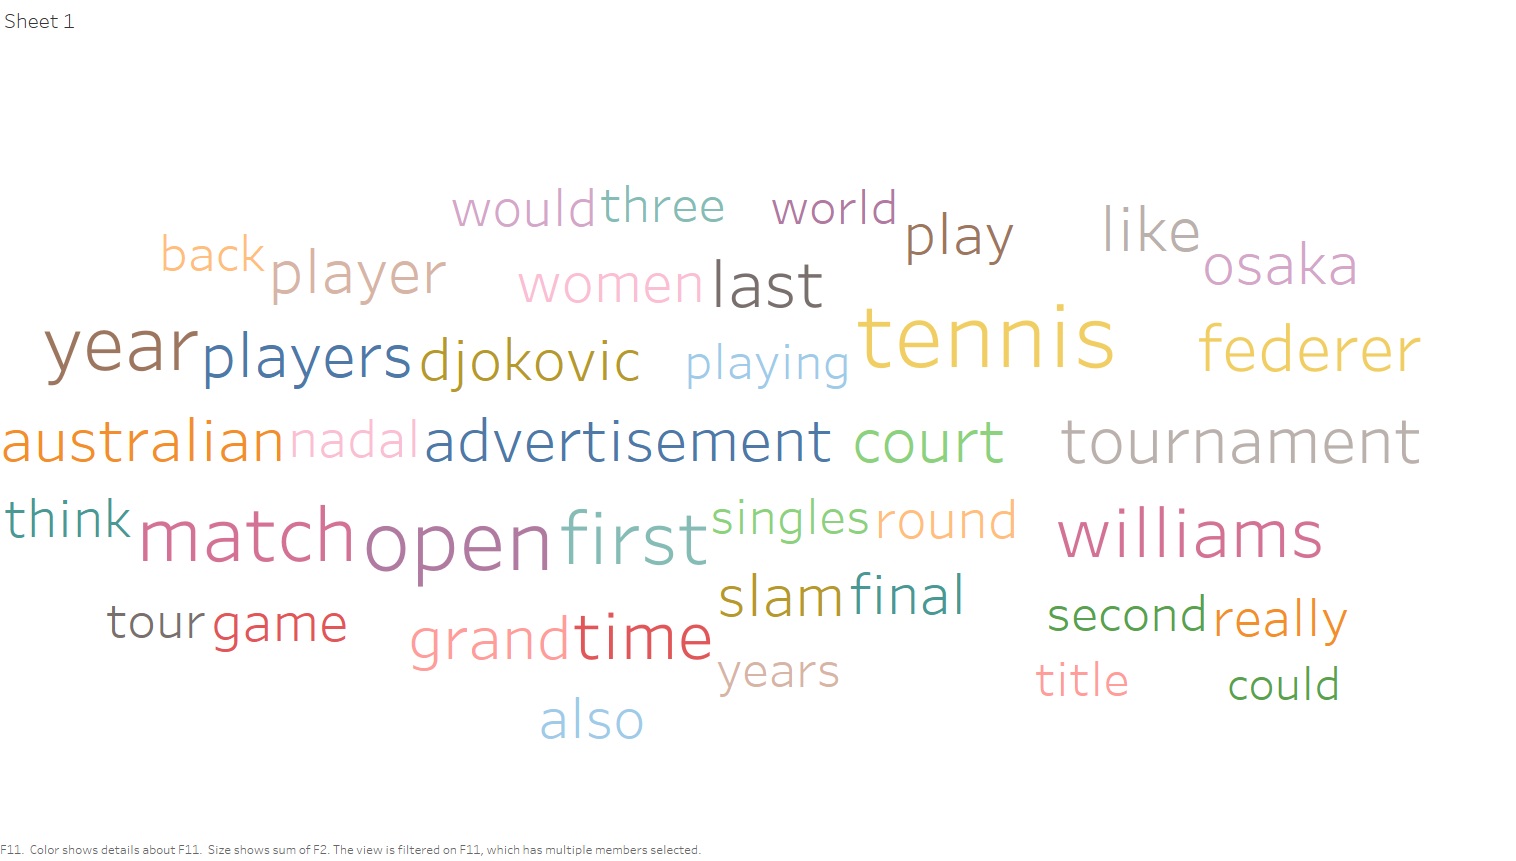 Sheet 1
would three world
play like
back player women last osaka
year players djokovic playing tennis federer
australian nadal advertisement court tournament
think match open first singles round williams
slam final
tour game grand time second really
years title could
also
F11. Color shows details about F11. Size shows sum of F2. The view is filtered on F11, which has multiple members selected.